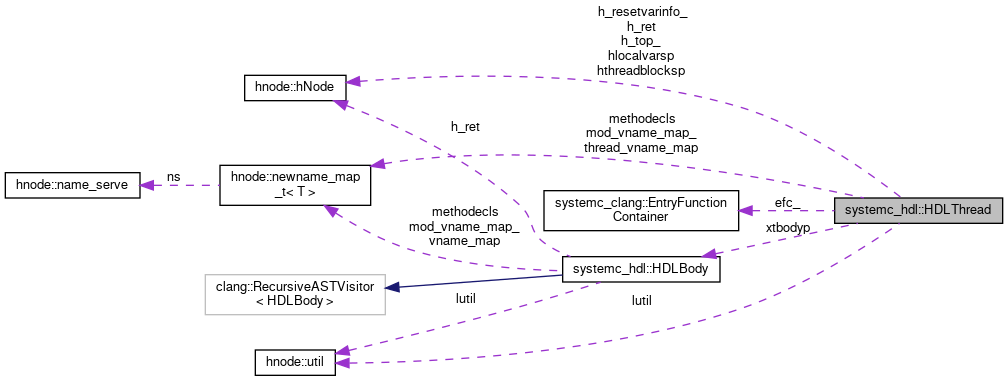 h_resetvarinfo_
h_ret
h_top_
hlocalvarsp
hthreadblocksp
hnode::hNode
h_ret
methodecls
mod_vname_map_
thread_vname_map
hnode::name_serve
ns
hnode::newname_map
_t< T >
systemc_clang::EntryFunction
Container
efc_
systemc_hdl::HDLThread
methodecls
mod_vname_map_
vname_map
xtbodyp
systemc_hdl::HDLBody
clang::RecursiveASTVisitor
< HDLBody >
lutil
lutil
hnode::util